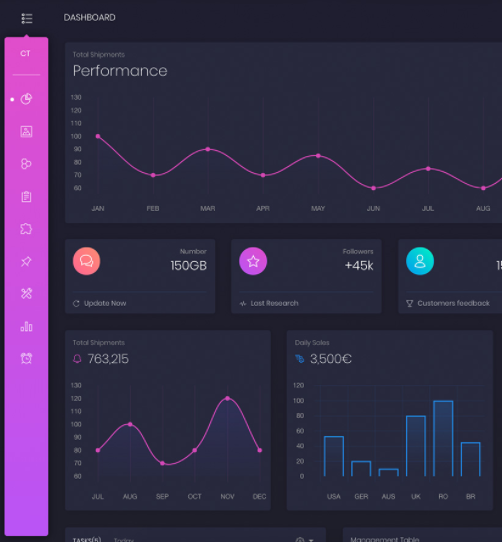 DASHBOARD
CT
Total Shipments
Performance
130
120
110
100
90
80
70
60
JAN FEB MAR APR MAY JUN JUL AUG
Number
150GB
Update Now
Followers
+45k
Last Research
Customers feedback
Total Shipments
763,215
130
120
110
100
90
80
70
60
JUL AUG SEP OCT NOV DEC
Daily Sales
3,500€
120
100
80
60
40
20
0
USA GER AUS UK RO BR
TASKS(5) Today
Management Table